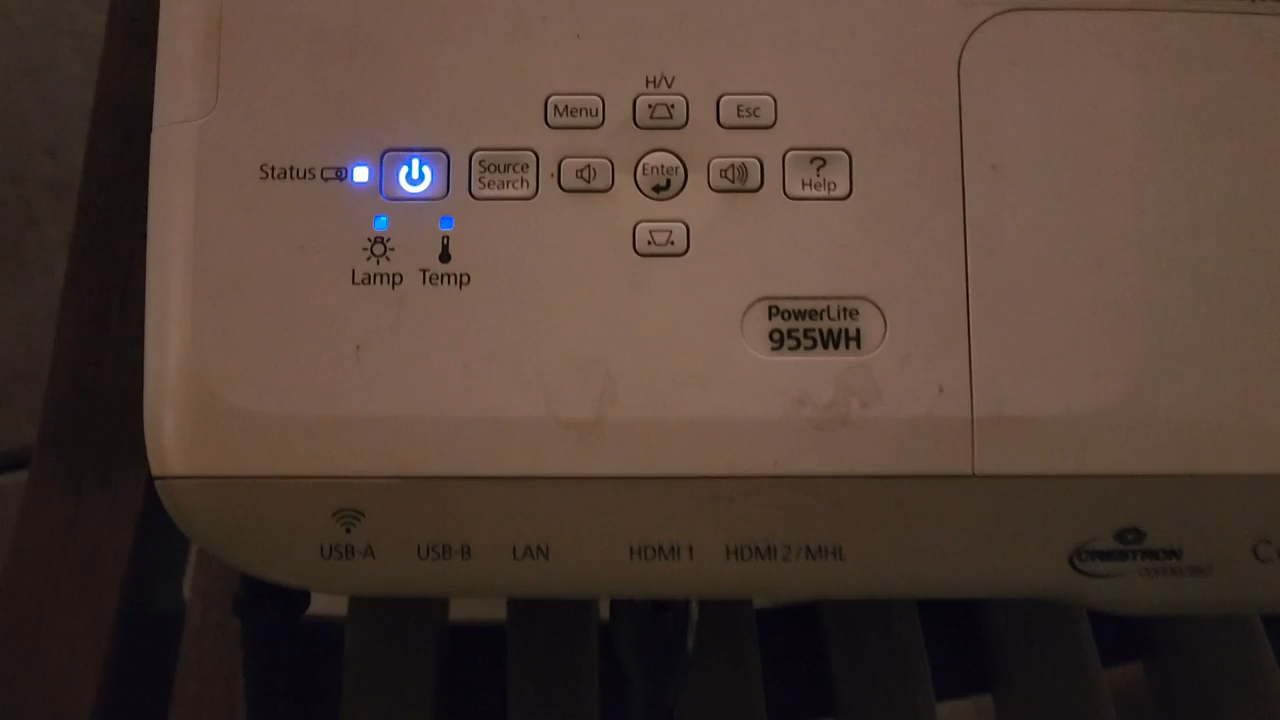 H/V
Menu
Esc
Status
Source
Search
Enter
?
Help
Lamp
Temp
PowerLite
955WH
USB-A
USB-B
LAN
HDMI 1
HDMI 2/MHL
CRESTRON